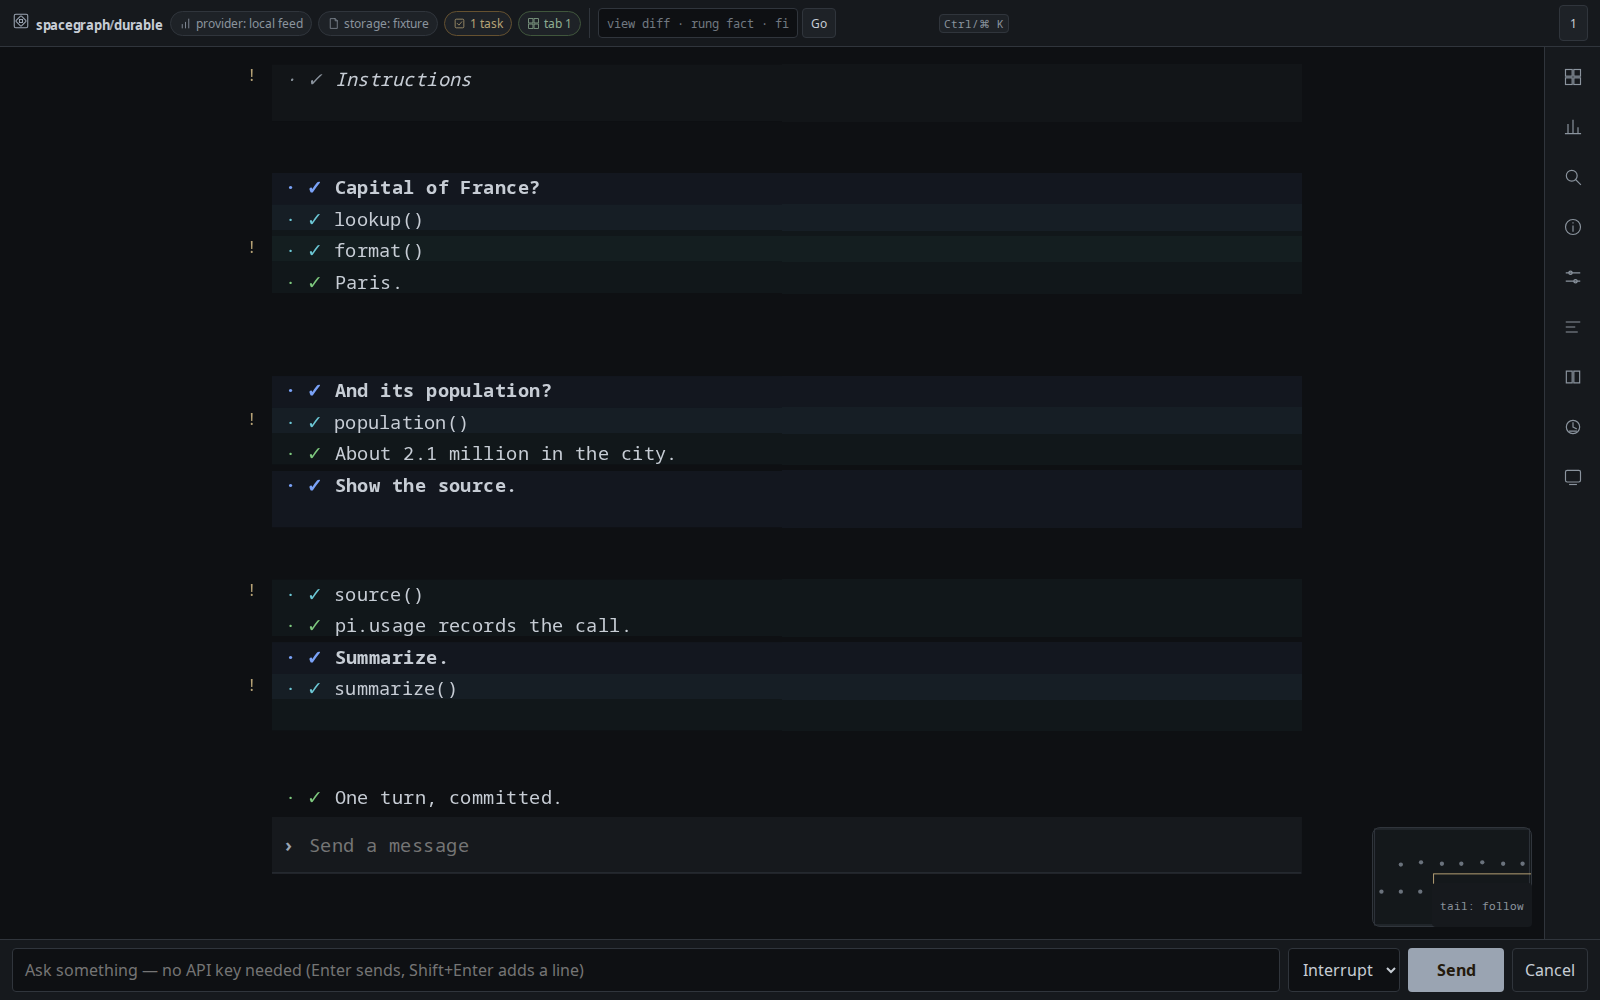 spacegraph/durable provider: local feed storage: fixture 1 task tab 1 view diff · rung fact · fi Go Ctrl/⌘ K 1
! · ✓ Instructions
· ✓ Capital of France?
· ✓ lookup()
! · ✓ format()
· ✓ Paris.
· ✓ And its population?
! · ✓ population()
· ✓ About 2.1 million in the city.
· ✓ Show the source.
! · ✓ source()
· ✓ pi.usage records the call.
· ✓ Summarize.
! · ✓ summarize()
· ✓ One turn, committed.
› Send a message
tail: follow
Ask something — no API key needed (Enter sends, Shift+Enter adds a line) Interrupt Send Cancel